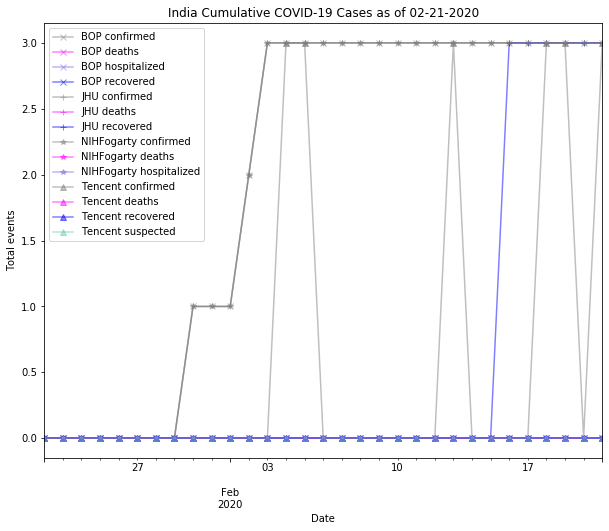 India Cumulative COVID-19 Cases as of 02-21-2020
BOP confirmed
BOP deaths
BOP hospitalized
BOP recovered
JHU confirmed
JHU deaths
JHU recovered
NIHFogarty confirmed
NIHFogarty deaths
NIHFogarty hospitalized
Tencent confirmed
Tencent deaths
Tencent recovered
Tencent suspected
Total events
3.0
2.5
2.0
1.5
1.0
0.5
0.0
27
03
10
17
Feb
2020
Date